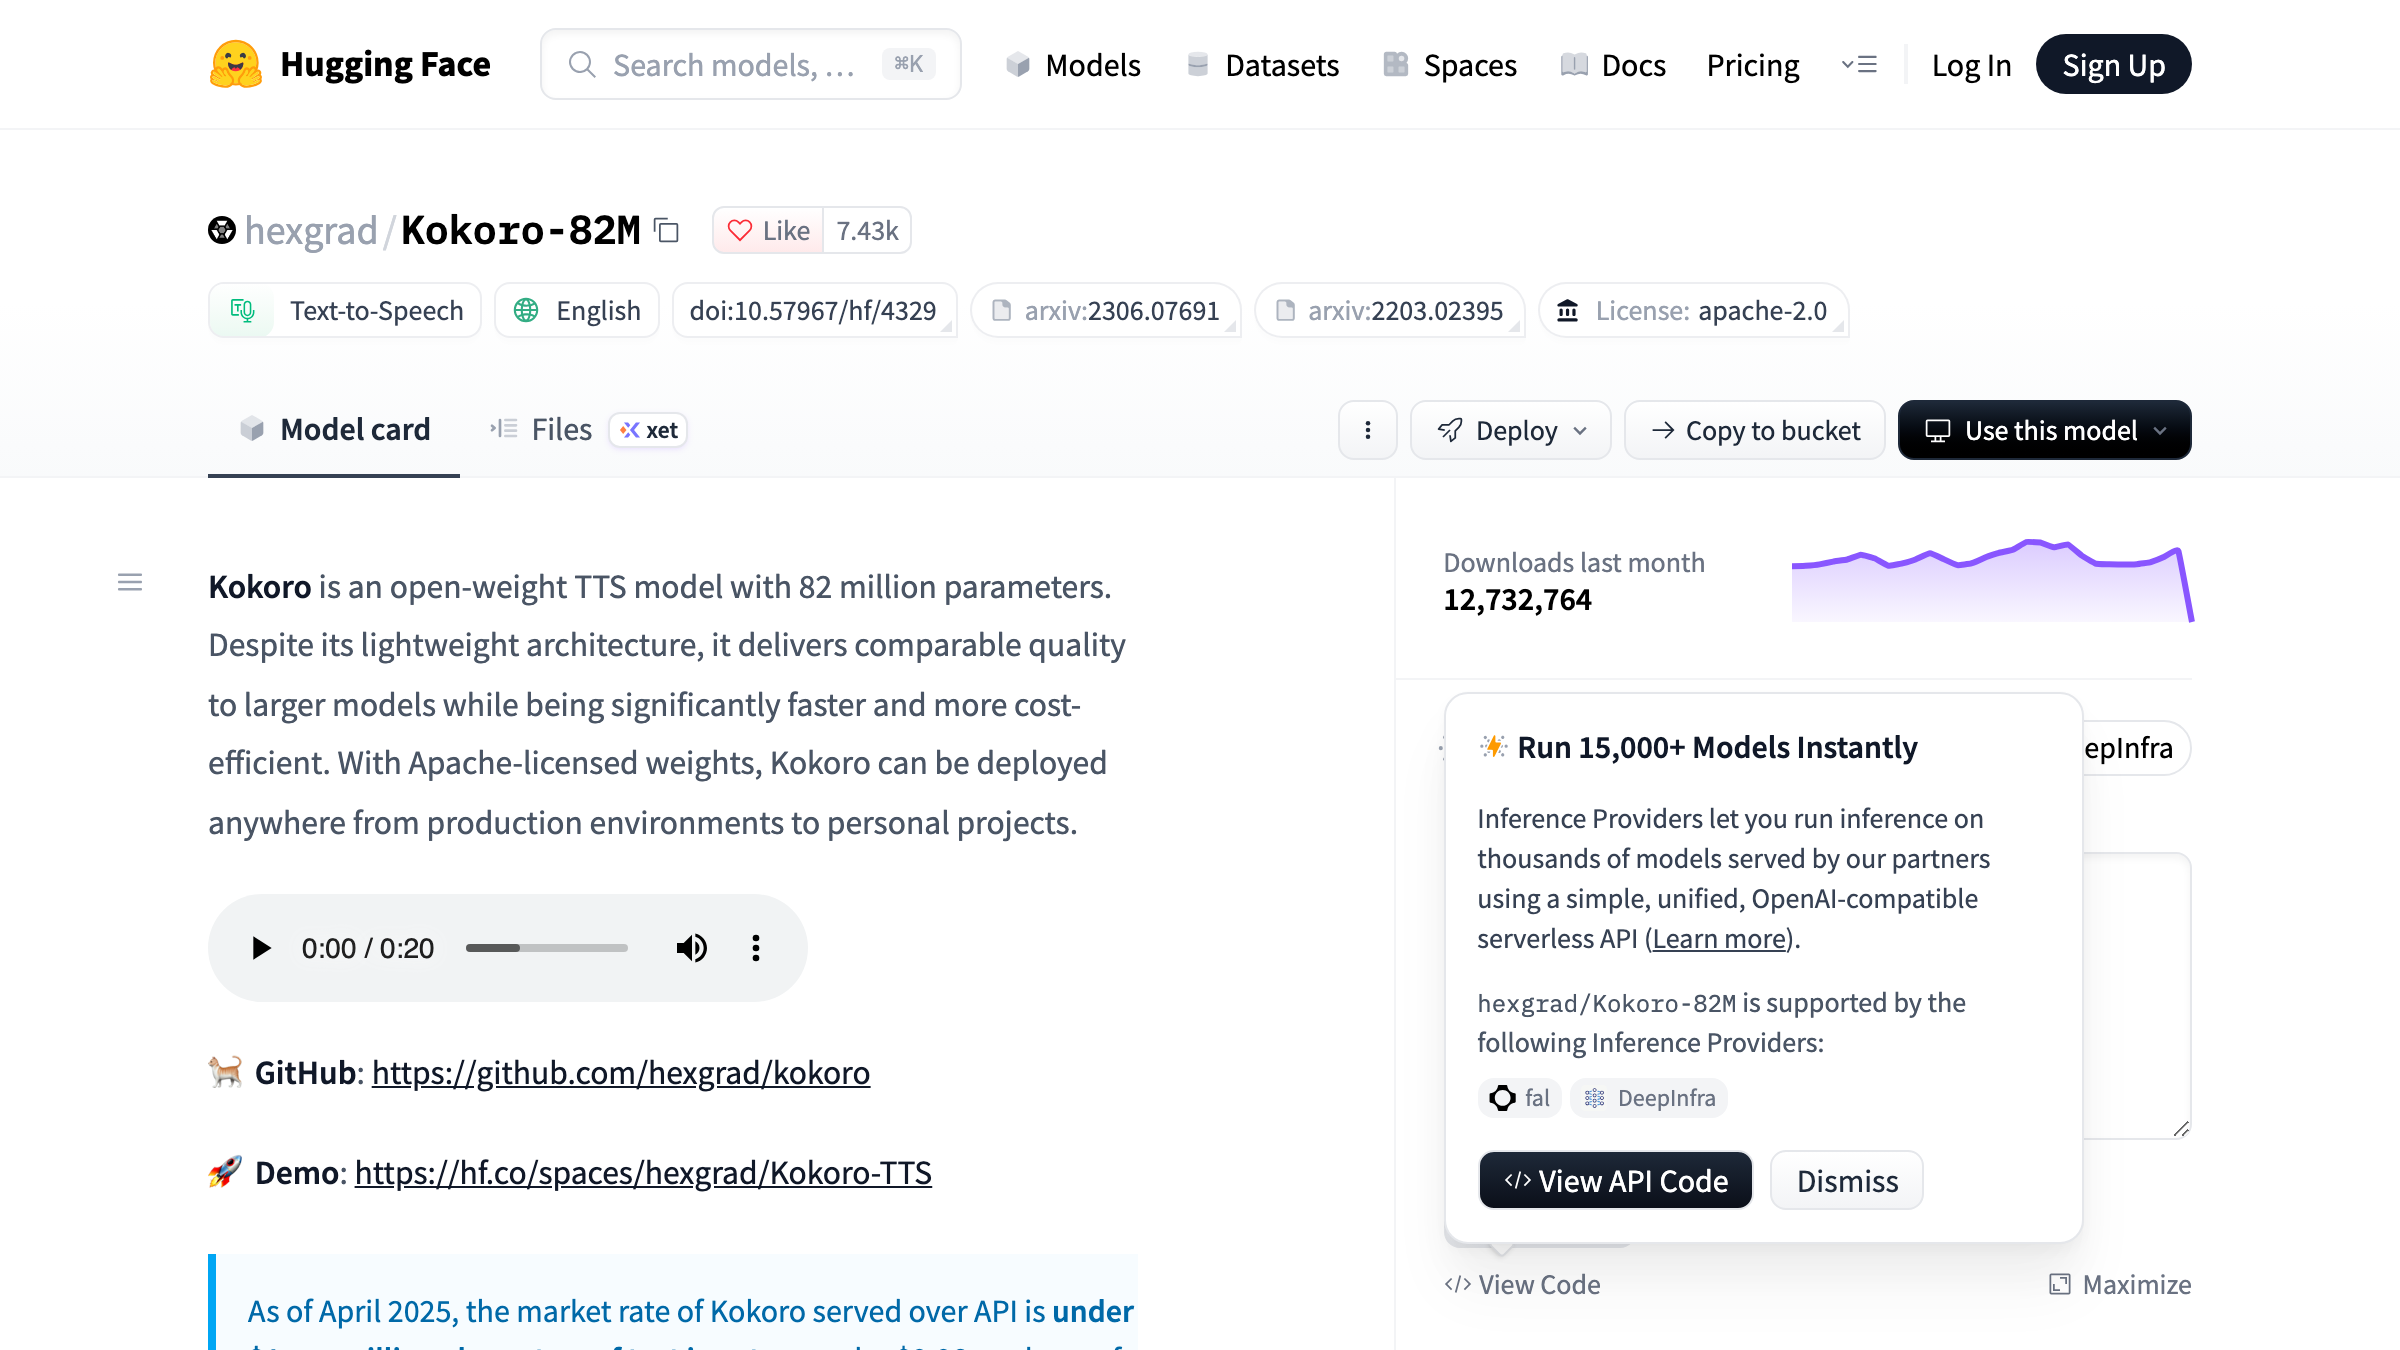 Hugging Face
Search models, ...
⌘K
Models
Datasets
Spaces
Docs
Pricing
Log In
Sign Up
hexgrad/Kokoro-82M
Like
7.43k
Text-to-Speech
English
doi:10.57967/hf/4329
arxiv:2306.07691
arxiv:2203.02395
License: apache-2.0
Model card
Files
xet
Deploy
Copy to bucket
Use this model
Kokoro is an open-weight TTS model with 82 million parameters.
Despite its lightweight architecture, it delivers comparable quality
to larger models while being significantly faster and more cost-
efficient. With Apache-licensed weights, Kokoro can be deployed
anywhere from production environments to personal projects.
0:00 / 0:20
GitHub: https://github.com/hexgrad/kokoro
Demo: https://hf.co/spaces/hexgrad/Kokoro-TTS
As of April 2025, the market rate of Kokoro served over API is under
Downloads last month
12,732,764
epInfra
Run 15,000+ Models Instantly
Inference Providers let you run inference on
thousands of models served by our partners
using a simple, unified, OpenAI-compatible
serverless API (Learn more).
hexgrad/Kokoro-82M is supported by the
following Inference Providers:
fal
DeepInfra
</> View API Code
Dismiss
</> View Code
Maximize